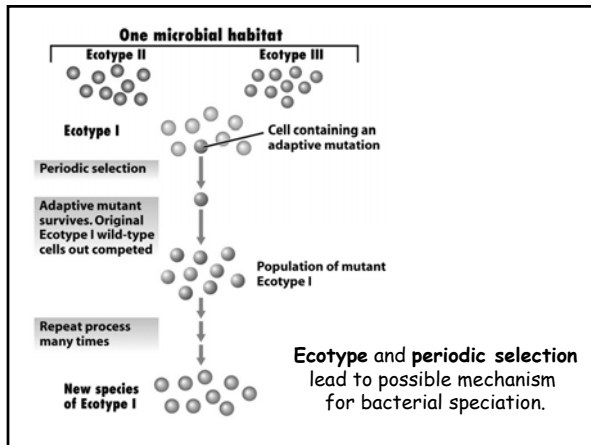 One microbial habitat
Ecotype II
Ecotype III
Ecotype I
Cell containing an
adaptive mutation
Periodic selection
Adaptive mutant
survives. Original
Ecotype I wild-type
cells out competed
Population of mutant
Ecotype I
Repeat process
many times
New species
of Ecotype I
Ecotype and periodic selection
lead to possible mechanism
for bacterial speciation.